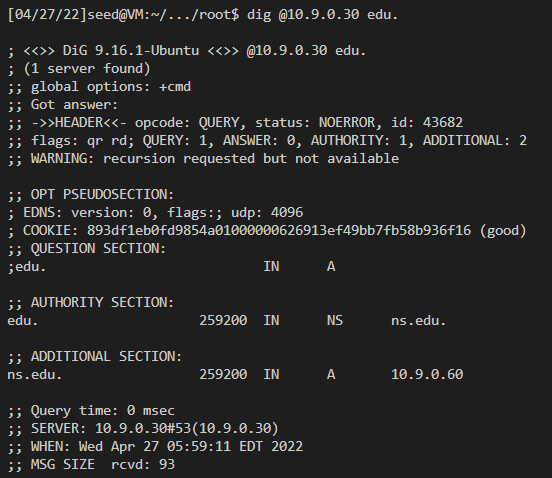 [04/27/22]seed@VM:~/.../root$ dig @10.9.0.30 edu.
; <<>> DiG 9.16.1-Ubuntu <<>> @10.9.0.30 edu.
; (1 server found)
;; global options: +cmd
;; Got answer:
;; ->>HEADER<<- opcode: QUERY, status: NOERROR, id: 43682
;; flags: qr rd; QUERY: 1, ANSWER: 0, AUTHORITY: 1, ADDITIONAL: 2
;; WARNING: recursion requested but not available
;; OPT PSEUDOSECTION:
; EDNS: version: 0, flags:; udp: 4096
; COOKIE: 893df1eb0fd9854a01000000626913ef49bb7fb58b936f16 (good)
;; QUESTION SECTION:
;edu. IN A
;; AUTHORITY SECTION:
edu. 259200 IN NS ns.edu.
;; ADDITIONAL SECTION:
ns.edu. 259200 IN A 10.9.0.60
;; Query time: 0 msec
;; SERVER: 10.9.0.30#53(10.9.0.30)
;; WHEN: Wed Apr 27 05:59:11 EDT 2022
;; MSG SIZE rcvd: 93